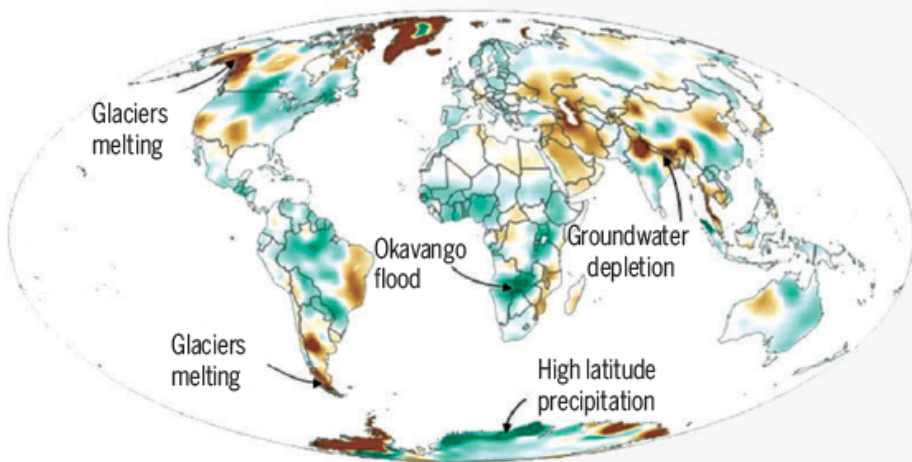 Glaciers
melting
Okavango
flood
Groundwater
depletion
Glaciers
melting
High latitude
precipitation